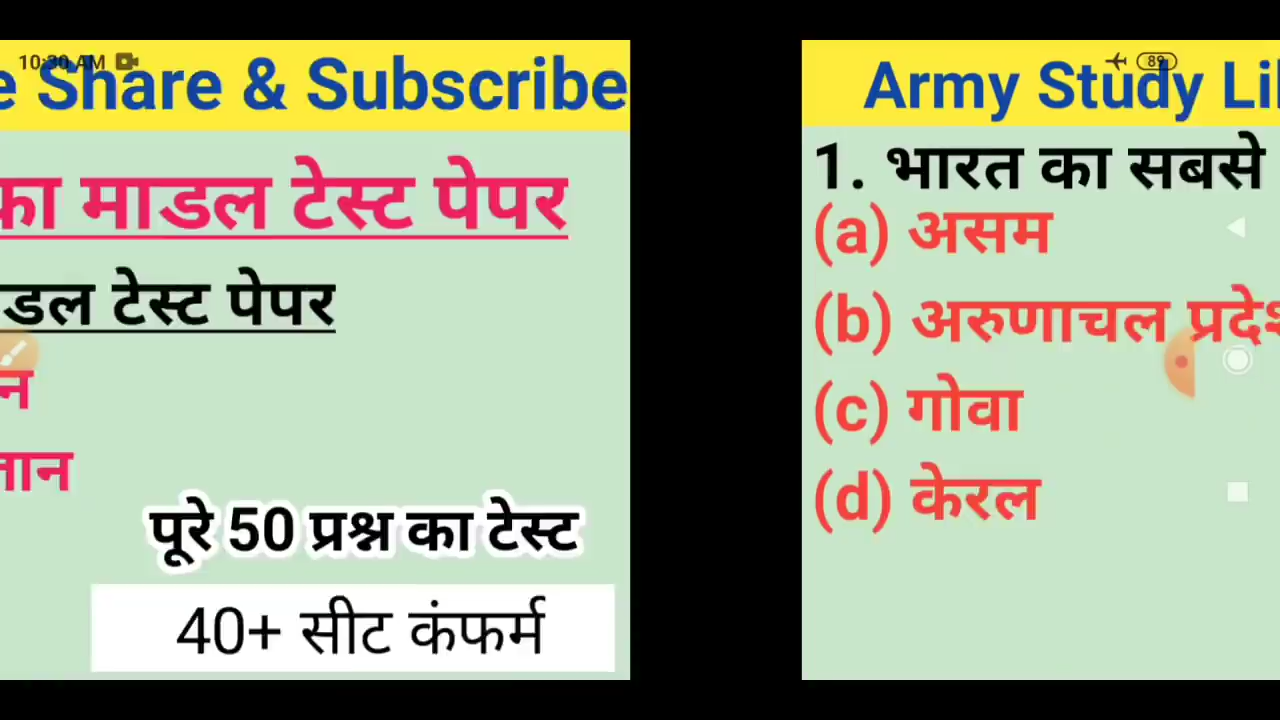 10:30 AM
89
e Share & Subscribe
का माडल टेस्ट पेपर
डल टेस्ट पेपर
न
ान
पूरे 50 प्रश्न का टेस्ट
40+ सीट कंफर्म
Army Study Li
1. भारत का सबसे
(a) असम
(b) अरुणाचल प्रदेश
(c) गोवा
(d) केरल